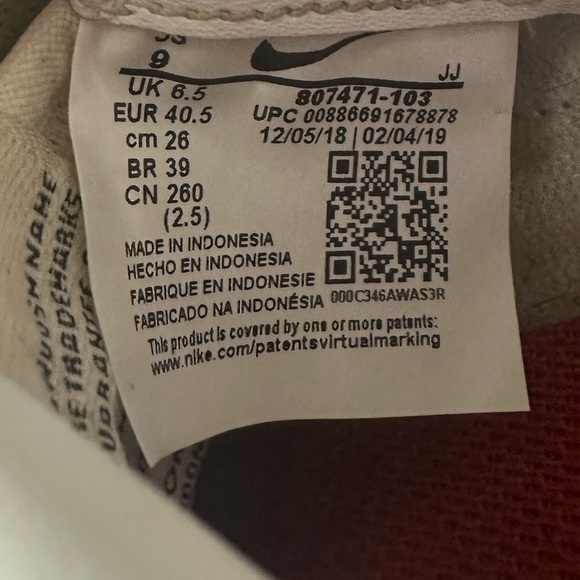 US
9
JJ
UK 6.5
807471-103
EUR 40.5
UPC 00886691678878
cm 26
12/05/18 | 02/04/19
BR 39
CN 260
(2.5)
MADE IN INDONESIA
HECHO EN INDONESIA
FABRIQUE EN INDONESIE
FABRICADO NA INDONÉSIA
000C346AWAS3R
This product is covered by one or more patents:
www.nike.com/patentsvirtualmarking